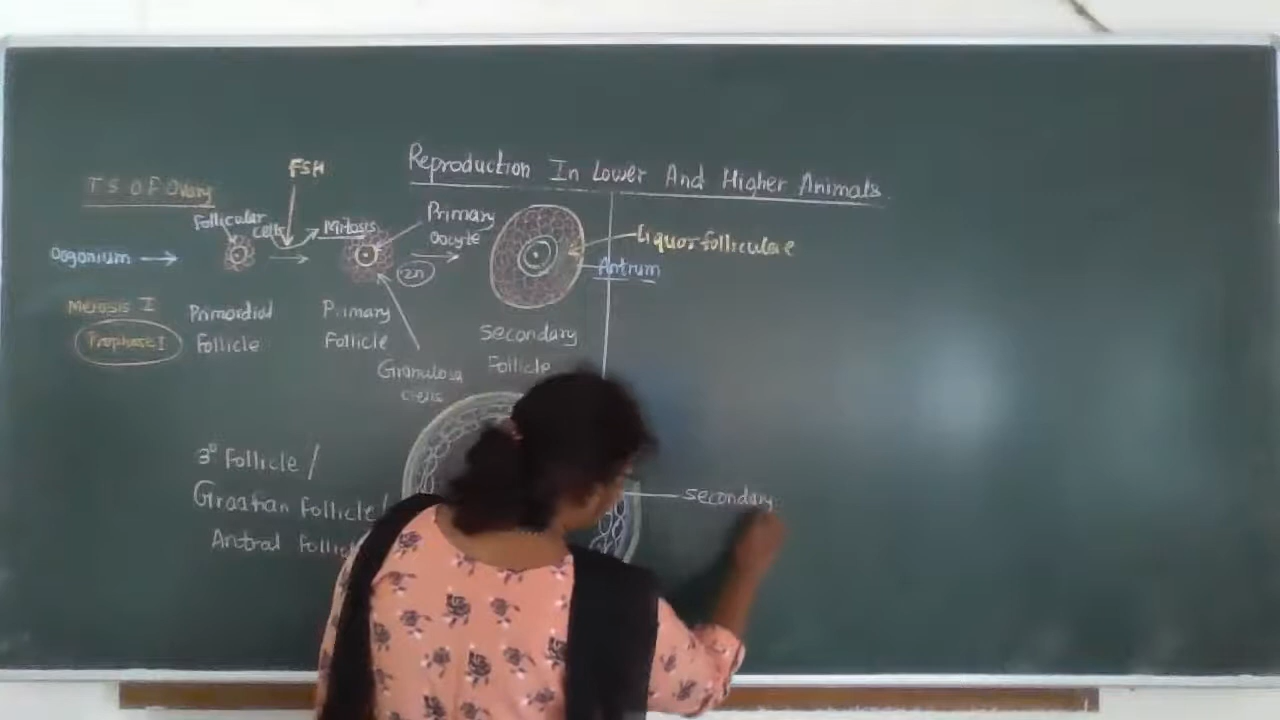 Reproduction In Lower And Higher Animals
T.S OF Ovary
FSH
Follicular
cells
Mitosis
Primary
oocyte
Liquor folliculae
Oogonium
2n
Antrum
Meiosis I
Prophase I
Primordial
Follicle
Primary
Follicle
Secondary
Follicle
Granulosa
cells
3° Follicle /
Graafian Follicle /
Antral Follic
Secondary